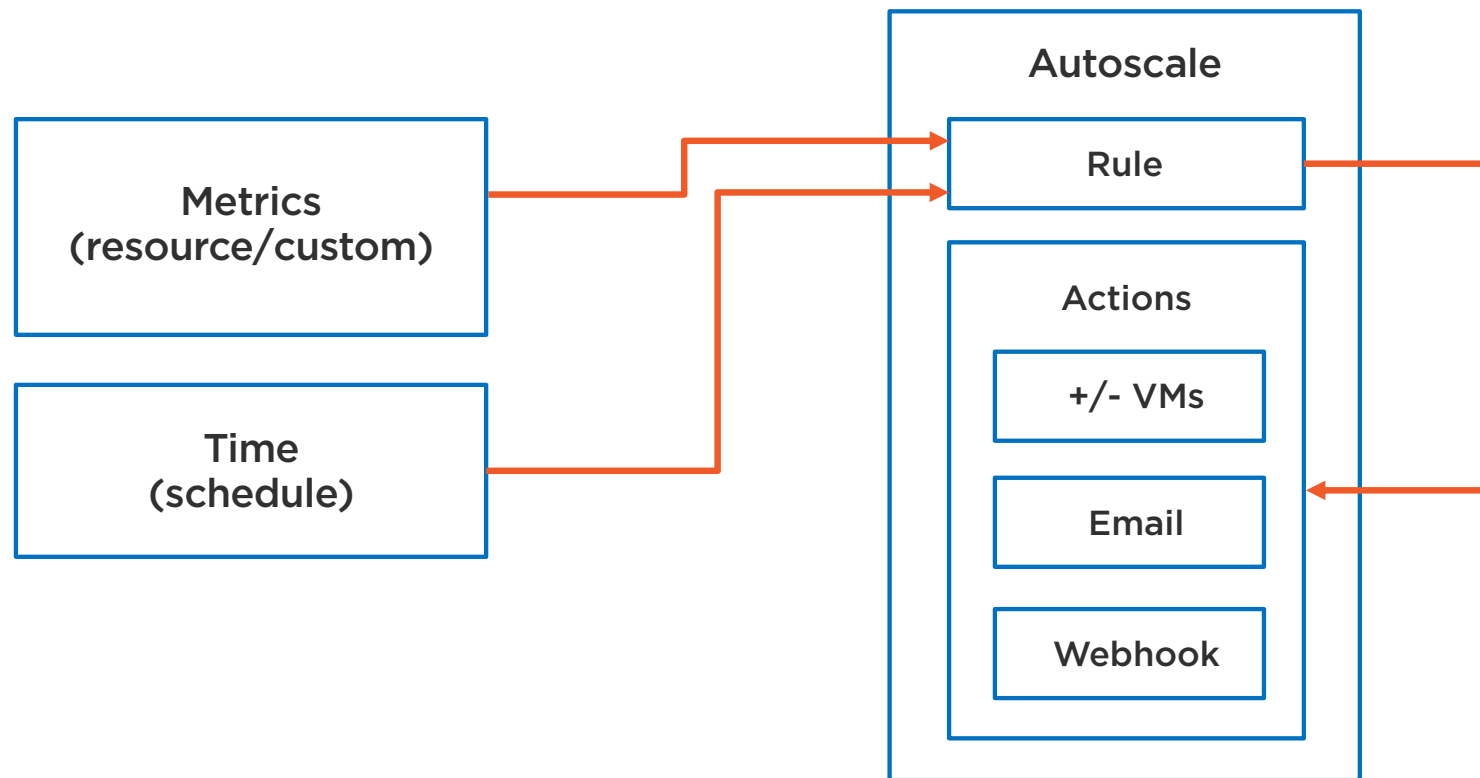 Autoscale
Metrics
(resource/custom)
Rule
Time
(schedule)
Actions
+/- VMs
Email
Webhook